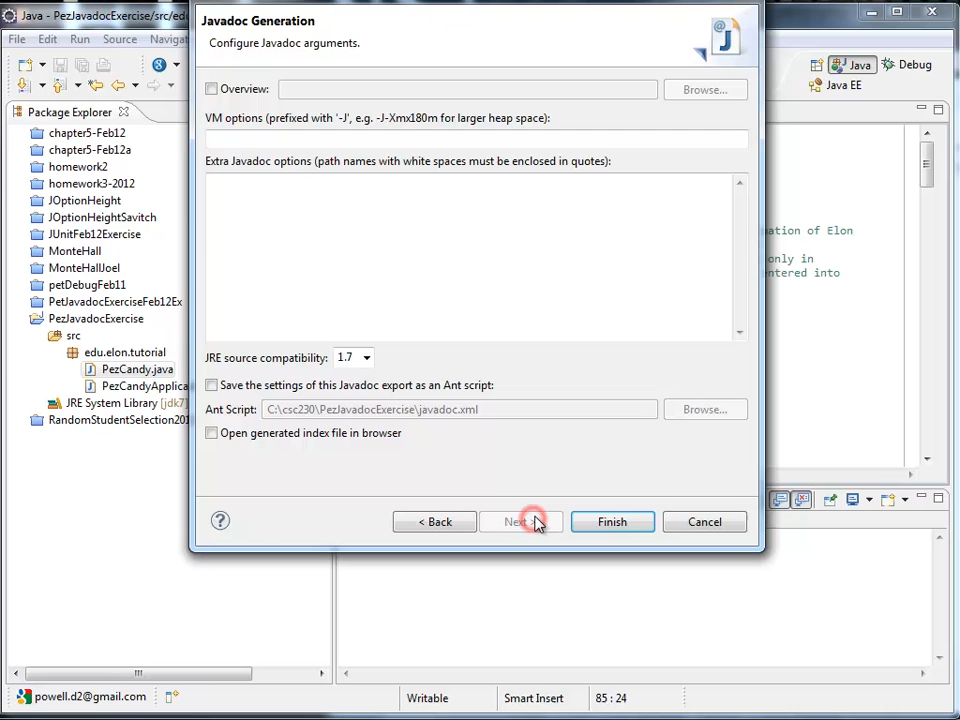 Java - PezJavadocExercise/src/edu
Javadoc Generation
Configure Javadoc arguments.
File Edit Run Source Navigat
Java
Debug
Java EE
Package Explorer
chapter5-Feb12
chapter5-Feb12a
homework2
homework3-2012
JOptionHeight
JOptionHeightSavitch
JUnitFeb12Exercise
MonteHall
MonteHallJoel
petDebugFeb11
PetJavadocExerciseFeb12Ex
PezJavadocExercise
src
edu.elon.tutorial
PezCandy.java
PezCandyApplica
JRE System Library [jdk7]
RandomStudentSelection201
Overview:
Browse...
VM options (prefixed with '-J', e.g. -J-Xmx180m for larger heap space):
Extra Javadoc options (path names with white spaces must be enclosed in quotes):
JRE source compatibility: 1.7
Save the settings of this Javadoc export as an Ant script:
Ant Script: C:\csc230\PezJavadocExercise\javadoc.xml Browse...
Open generated index file in browser
< Back Next > Finish Cancel
ation of Elon
only in
entered into
powell.d2@gmail.com
Writable
Smart Insert
85 : 24